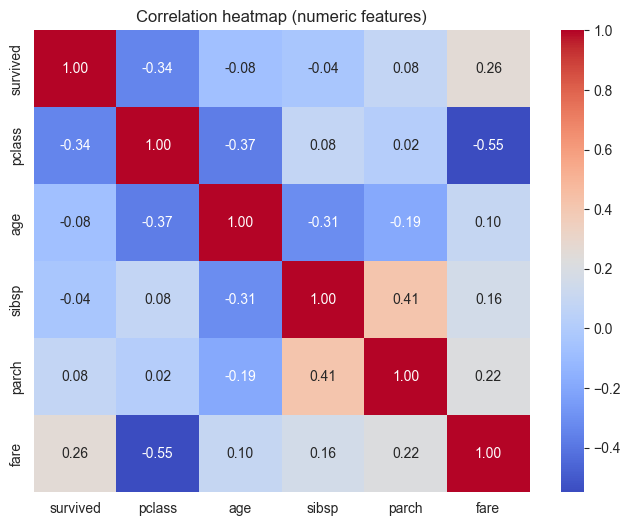 Correlation heatmap (numeric features)
survived 1.00 -0.34 -0.08 -0.04 0.08 0.26
pclass -0.34 1.00 -0.37 0.08 0.02 -0.55
age -0.08 -0.37 1.00 -0.31 -0.19 0.10
sibsp -0.04 0.08 -0.31 1.00 0.41 0.16
parch 0.08 0.02 -0.19 0.41 1.00 0.22
fare 0.26 -0.55 0.10 0.16 0.22 1.00
survived pclass age sibsp parch fare
1.0
0.8
0.6
0.4
0.2
0.0
−0.2
−0.4